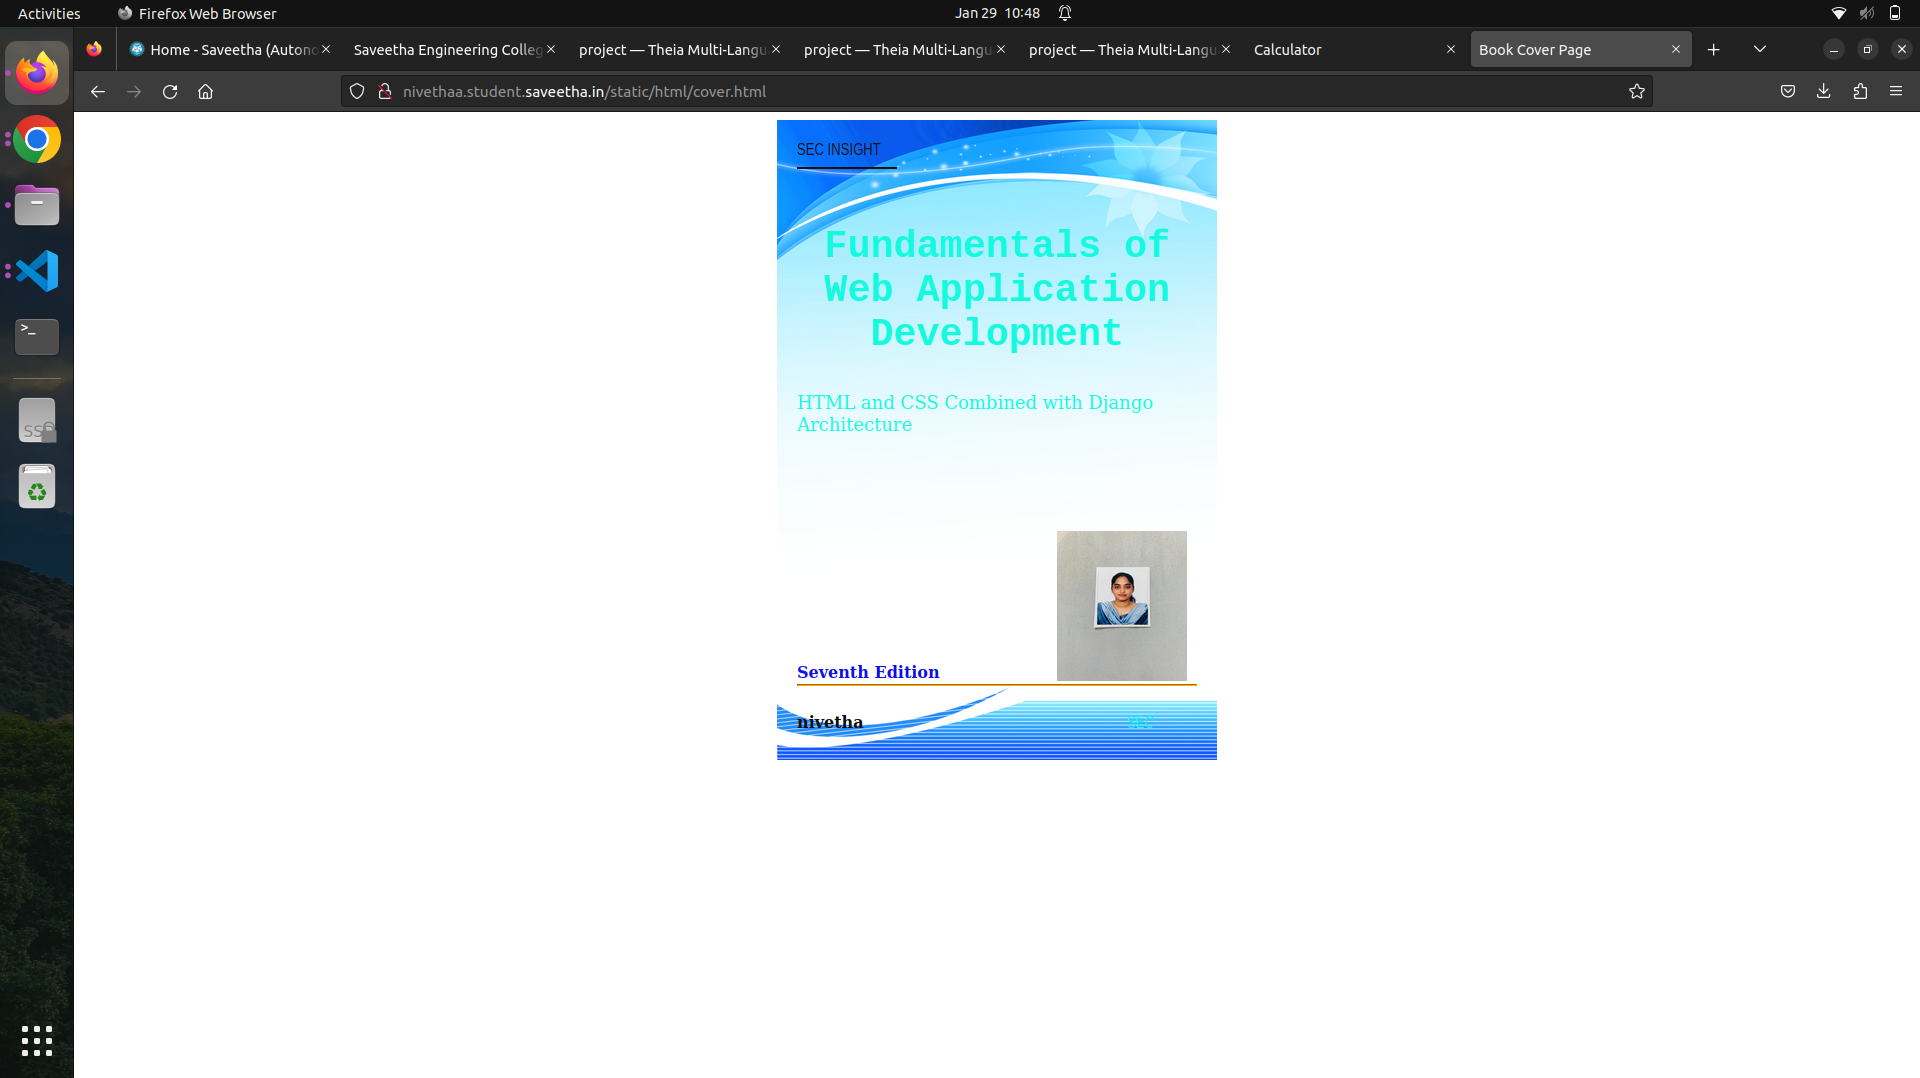 Activities
Firefox Web Browser
Jan 29 10:48
Home - Saveetha (Autono
Saveetha Engineering Colleg
project — Theia Multi-Langu
project — Theia Multi-Langu
project — Theia Multi-Langu
Calculator
Book Cover Page
nivethaa.student.saveetha.in/static/html/cover.html
SEC INSIGHT
Fundamentals of
Web Application
Development
HTML and CSS Combined with Django
Architecture
Seventh Edition
nivetha
SEC
>_
SS